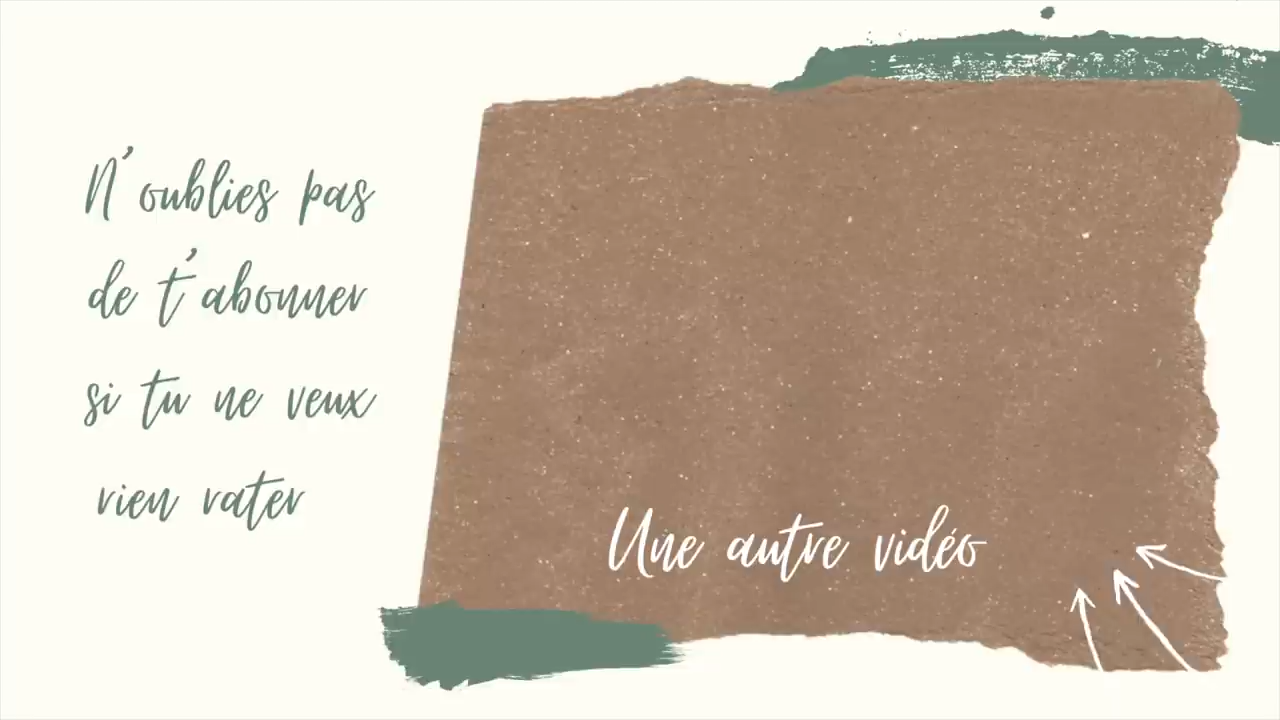 N'oublies pas
de t'abonner
si tu ne veux
rien rater
Une autre vidéo